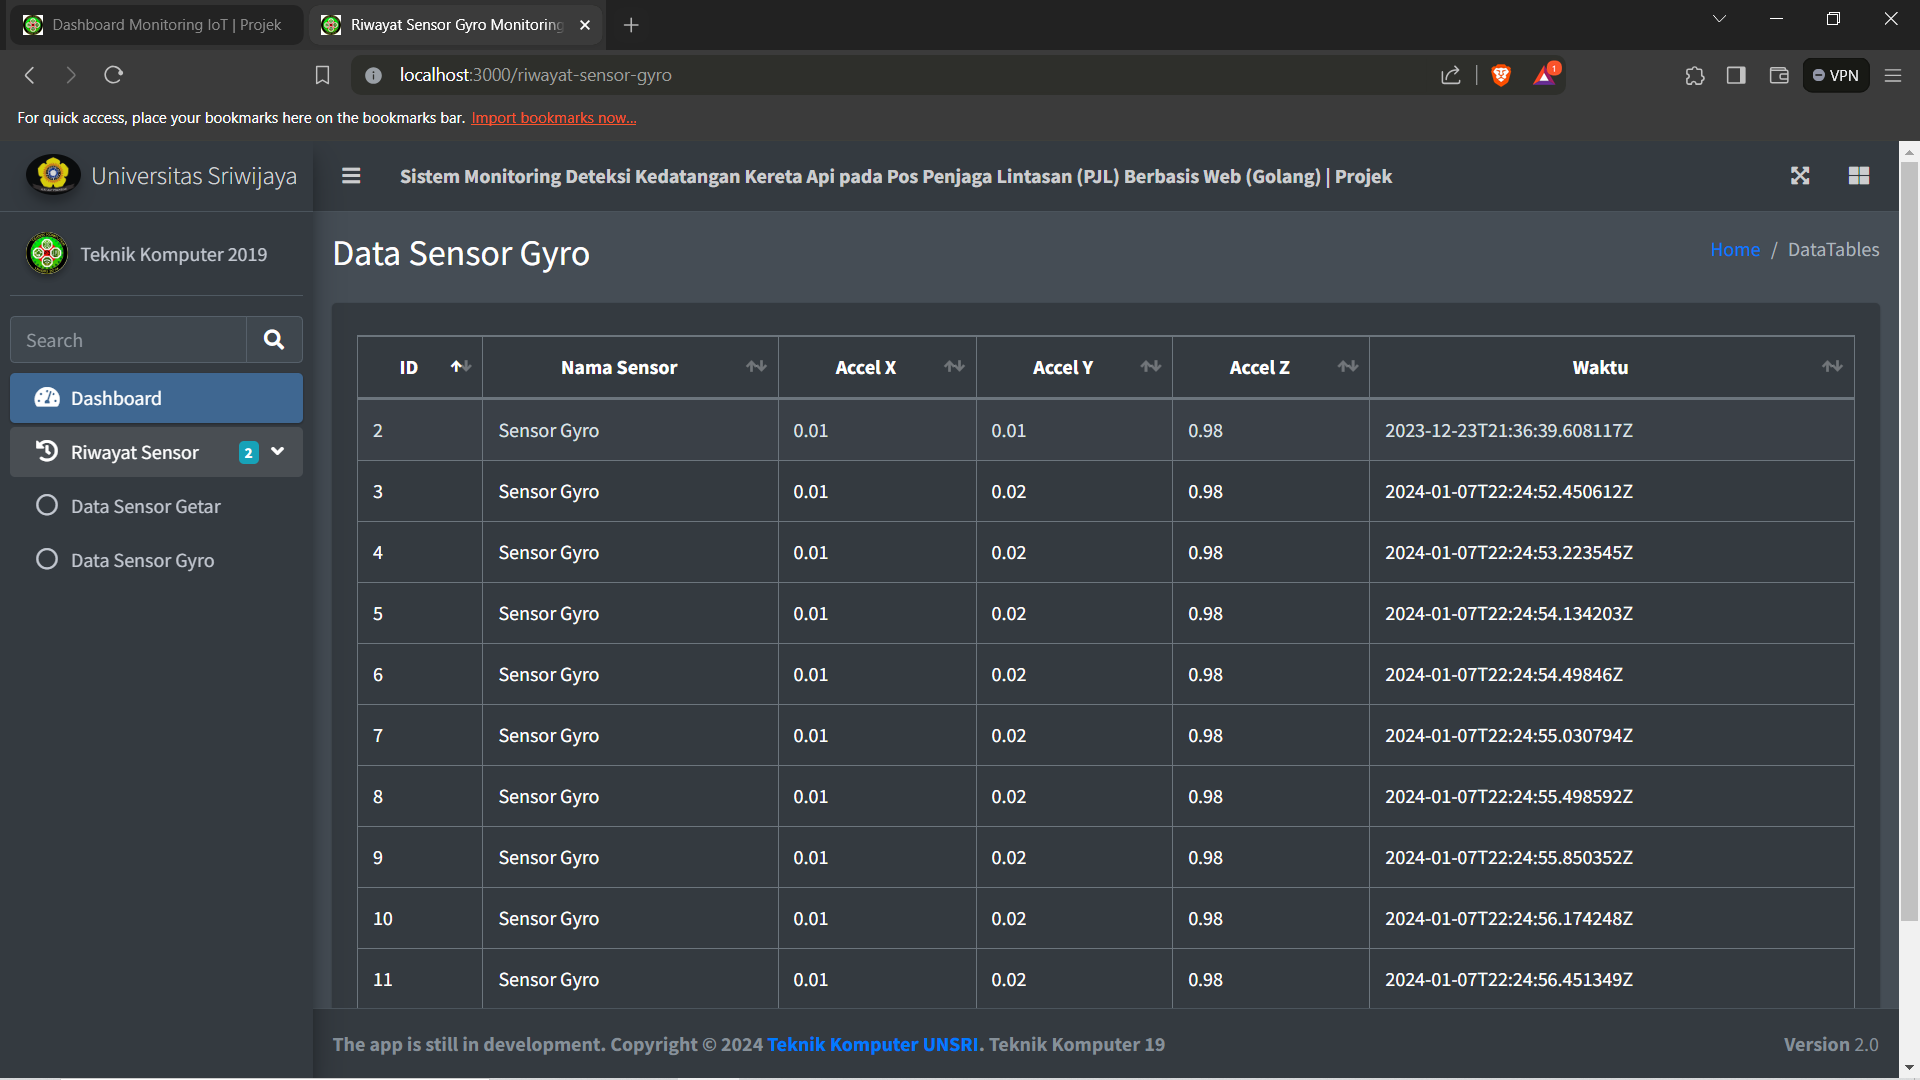 Dashboard Monitoring IoT | Projek
Riwayat Sensor Gyro Monitoring
localhost:3000/riwayat-sensor-gyro
1
VPN
For quick access, place your bookmarks here on the bookmarks bar. Import bookmarks now...
Universitas Sriwijaya
Sistem Monitoring Deteksi Kedatangan Kereta Api pada Pos Penjaga Lintasan (PJL) Berbasis Web (Golang) | Projek
Teknik Komputer 2019
Search
Dashboard
Riwayat Sensor 2
Data Sensor Getar
Data Sensor Gyro
Data Sensor Gyro
Home / DataTables
ID Nama Sensor Accel X Accel Y Accel Z Waktu
2 Sensor Gyro 0.01 0.01 0.98 2023-12-23T21:36:39.608117Z
3 Sensor Gyro 0.01 0.02 0.98 2024-01-07T22:24:52.450612Z
4 Sensor Gyro 0.01 0.02 0.98 2024-01-07T22:24:53.223545Z
5 Sensor Gyro 0.01 0.02 0.98 2024-01-07T22:24:54.134203Z
6 Sensor Gyro 0.01 0.02 0.98 2024-01-07T22:24:54.49846Z
7 Sensor Gyro 0.01 0.02 0.98 2024-01-07T22:24:55.030794Z
8 Sensor Gyro 0.01 0.02 0.98 2024-01-07T22:24:55.498592Z
9 Sensor Gyro 0.01 0.02 0.98 2024-01-07T22:24:55.850352Z
10 Sensor Gyro 0.01 0.02 0.98 2024-01-07T22:24:56.174248Z
11 Sensor Gyro 0.01 0.02 0.98 2024-01-07T22:24:56.451349Z
The app is still in development. Copyright © 2024 Teknik Komputer UNSRI. Teknik Komputer 19
Version 2.0